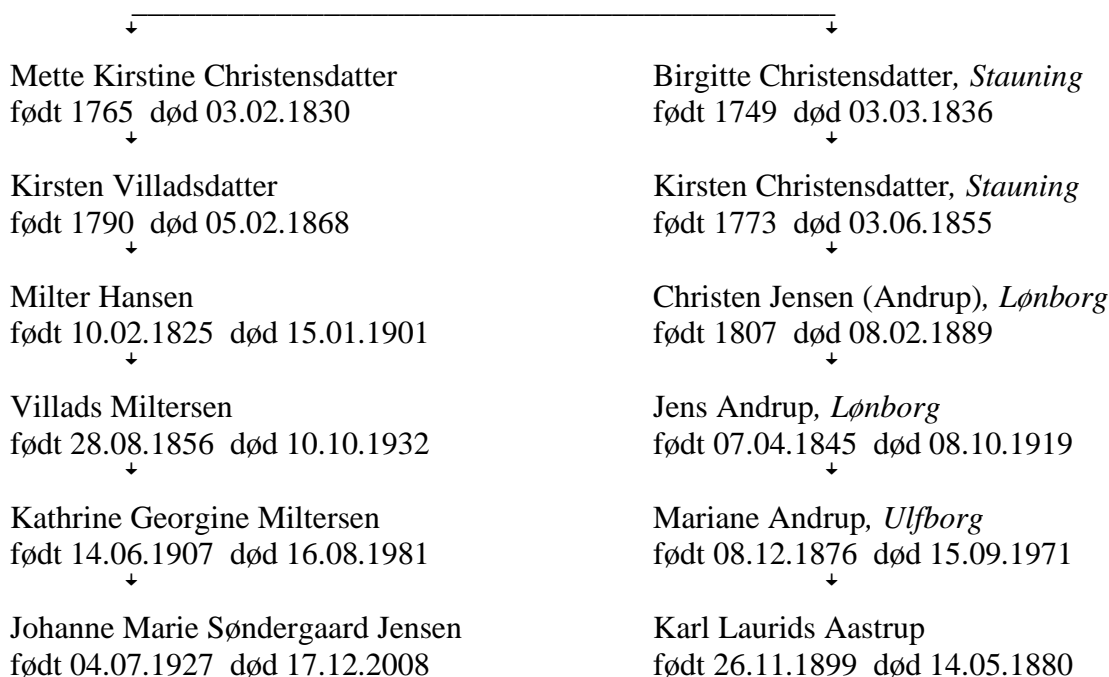 Mette Kirstine Christensdatter
født 1765 død 03.02.1830
Kirsten Villadsdatter
født 1790 død 05.02.1868
Milter Hansen
født 10.02.1825 død 15.01.1901
Villads Miltersen
født 28.08.1856 død 10.10.1932
Kathrine Georgine Miltersen
født 14.06.1907 død 16.08.1981
Johanne Marie Søndergaard Jensen
født 04.07.1927 død 17.12.2008
Birgitte Christensdatter, Stauning
født 1749 død 03.03.1836
Kirsten Christensdatter, Stauning
født 1773 død 03.06.1855
Christen Jensen (Andrup), Lønborg
født 1807 død 08.02.1889
Jens Andrup, Lønborg
født 07.04.1845 død 08.10.1919
Mariane Andrup, Ulfborg
født 08.12.1876 død 15.09.1971
Karl Laurids Aastrup
født 26.11.1899 død 14.05.1880